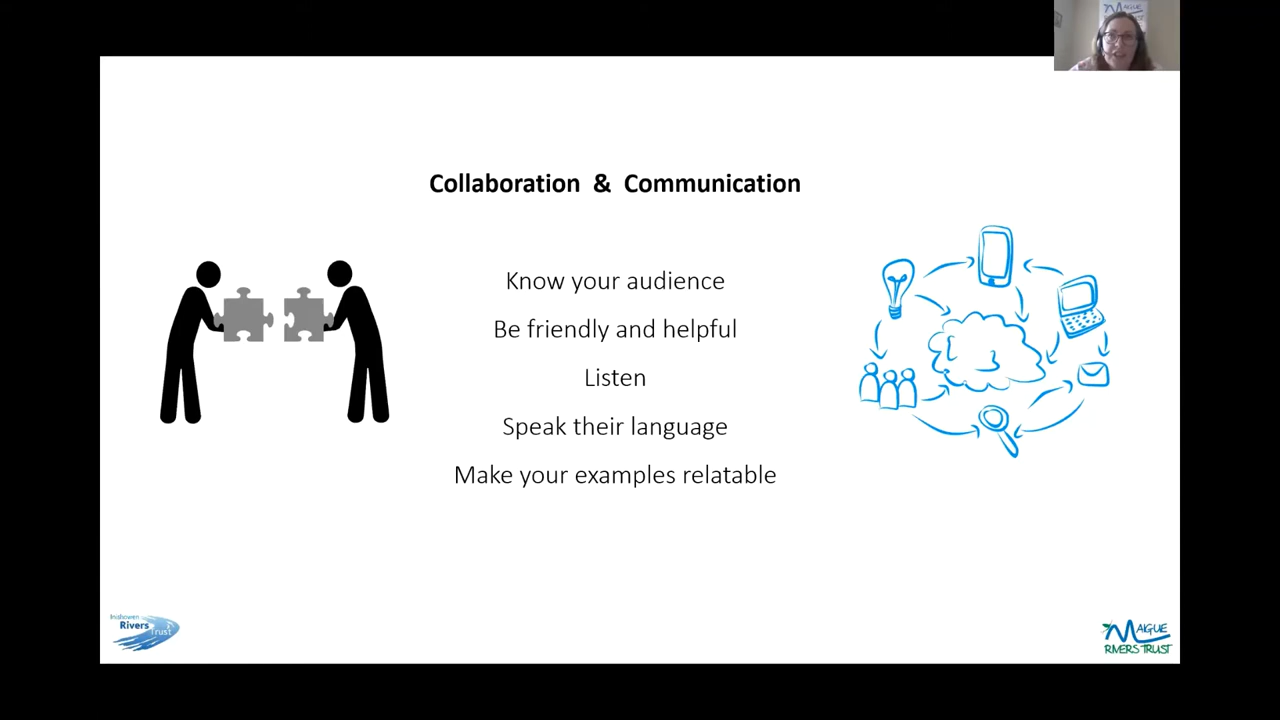 MAIGUE
Collaboration & Communication
Know your audience
Be friendly and helpful
Listen
Speak their language
Make your examples relatable
Inishowen
Rivers
Trust
MAIGUE
RIVERS TRUST